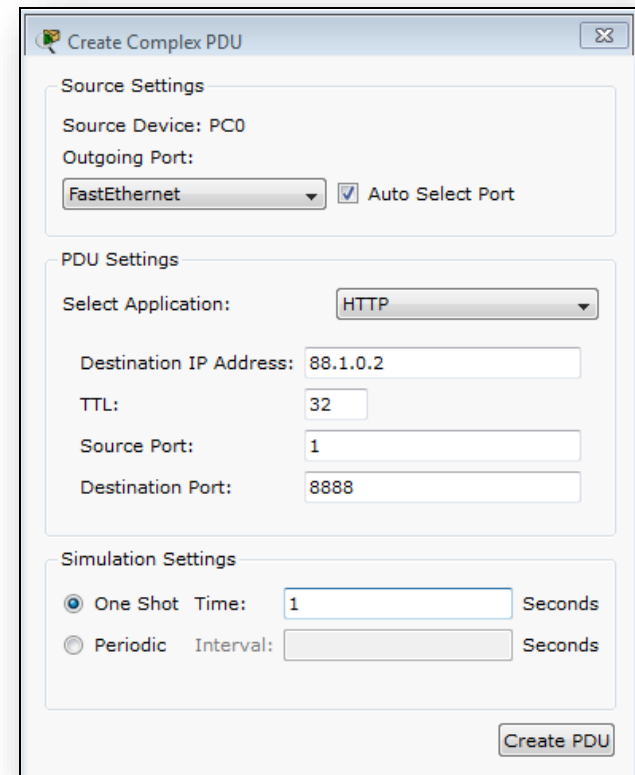 Create Complex PDU
Source Settings
Source Device: PC0
Outgoing Port:
FastEthernet Auto Select Port
PDU Settings
Select Application: HTTP
Destination IP Address: 88.1.0.2
TTL: 32
Source Port: 1
Destination Port: 8888
Simulation Settings
One Shot Time: 1 Seconds
Periodic Interval: Seconds
Create PDU